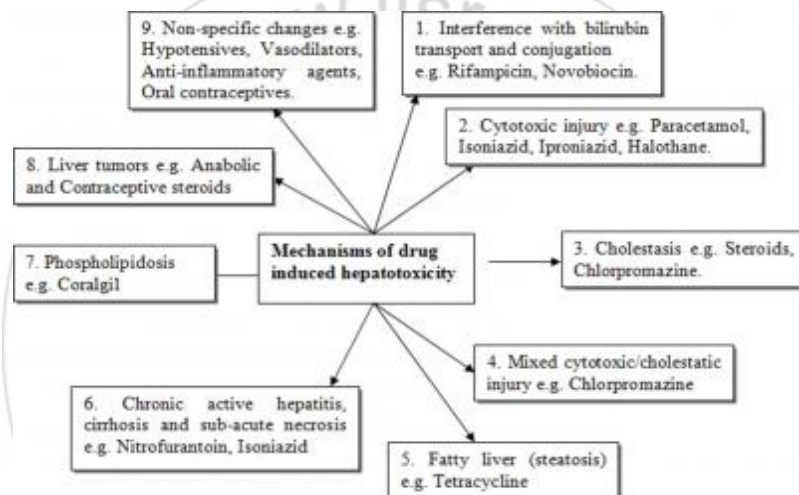 9. Non-specific changes e.g.
Hypotensives, Vasodilators,
Anti-inflammatory agents,
Oral contraceptives.
1. Interference with bilirubin
transport and conjugation
e.g. Rifampicin, Novobiocin.
2. Cytotoxic injury e.g. Paracetamol,
Isoniazid, Iproniazid, Halothane.
8. Liver tumors e.g. Anabolic
and Contraceptive steroids
Mechanisms of drug
induced hepatotoxicity
3. Cholestasis e.g. Steroids,
Chlorpromazine.
7. Phospholipidosis
e.g. Coralgil
4. Mixed cytotoxic/cholestatic
injury e.g. Chlorpromazine
6. Chronic active hepatitis,
cirrhosis and sub-acute necrosis
e.g. Nitrofurantoin, Isoniazid
5. Fatty liver (steatosis)
e.g. Tetracycline